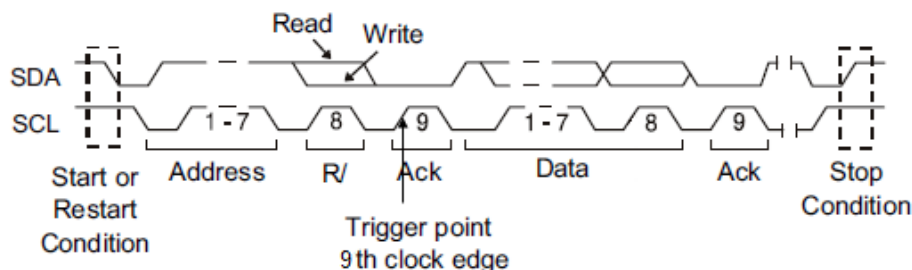 Read
Write
SDA
SCL
1 - 7
8
9
1 - 7
8
9
Address
R/
Ack
Data
Ack
Start or
Restart
Condition
Stop
Condition
Trigger point
9th clock edge